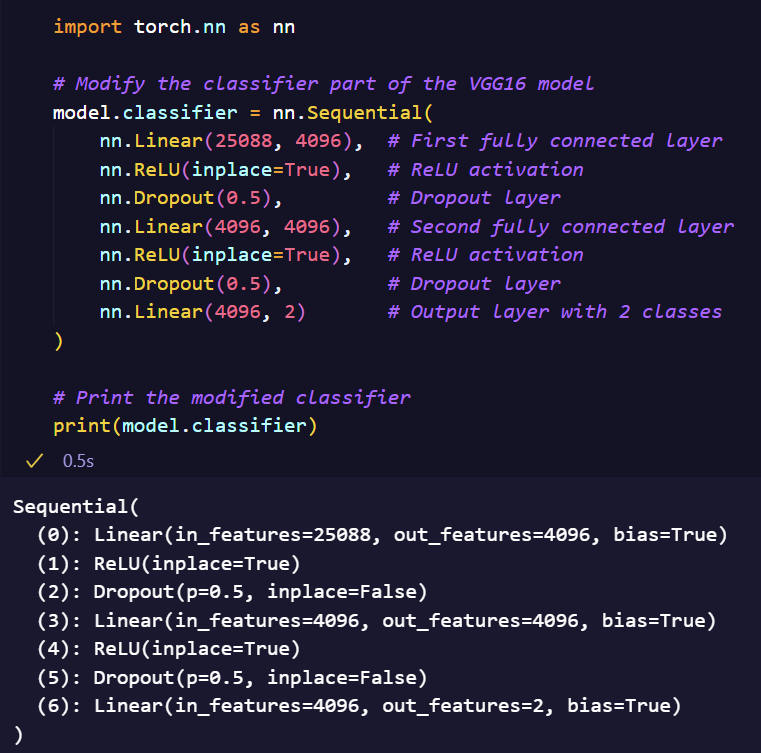 import torch.nn as nn
# Modify the classifier part of the VGG16 model
model.classifier = nn.Sequential(
nn.Linear(25088, 4096),  # First fully connected layer
nn.ReLU(inplace=True),   # ReLU activation
nn.Dropout(0.5),         # Dropout layer
nn.Linear(4096, 4096),   # Second fully connected layer
nn.ReLU(inplace=True),   # ReLU activation
nn.Dropout(0.5),         # Dropout layer
nn.Linear(4096, 2)       # Output layer with 2 classes
)
# Print the modified classifier
print(model.classifier)
0.5s
Sequential(
(0): Linear(in_features=25088, out_features=4096, bias=True)
(1): ReLU(inplace=True)
(2): Dropout(p=0.5, inplace=False)
(3): Linear(in_features=4096, out_features=4096, bias=True)
(4): ReLU(inplace=True)
(5): Dropout(p=0.5, inplace=False)
(6): Linear(in_features=4096, out_features=2, bias=True)
)